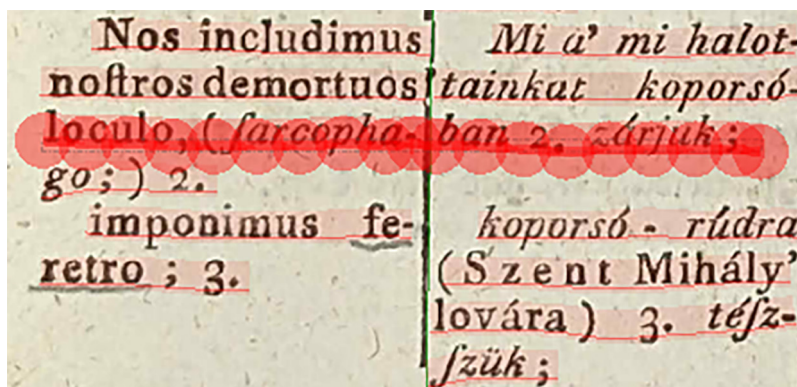 Nos includimus
noſtros demortuos
loculo, (ſarcopha-
go; ) 2.
imponimus fe-
retro ; 3.
Mi a' mi halot-
tainkat koporsó-
ban 2. zárjuk ;
koporsó - rúdra
(Szent Mihály'
lovára ) 3. téſz-
ſzük ;